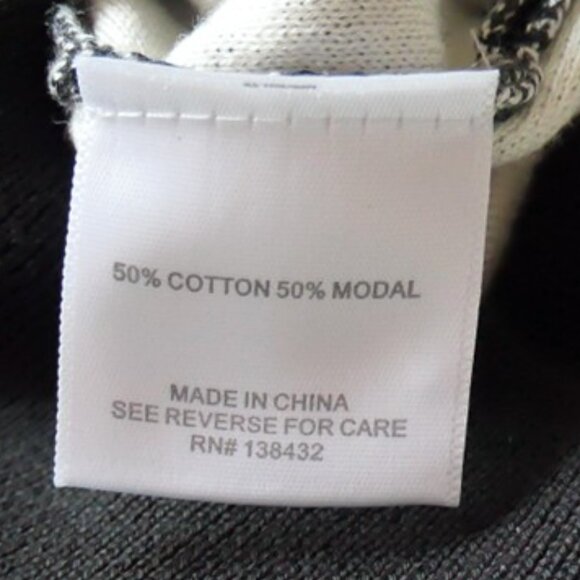 50% COTTON 50% MODAL
MADE IN CHINA
SEE REVERSE FOR CARE
RN# 138432